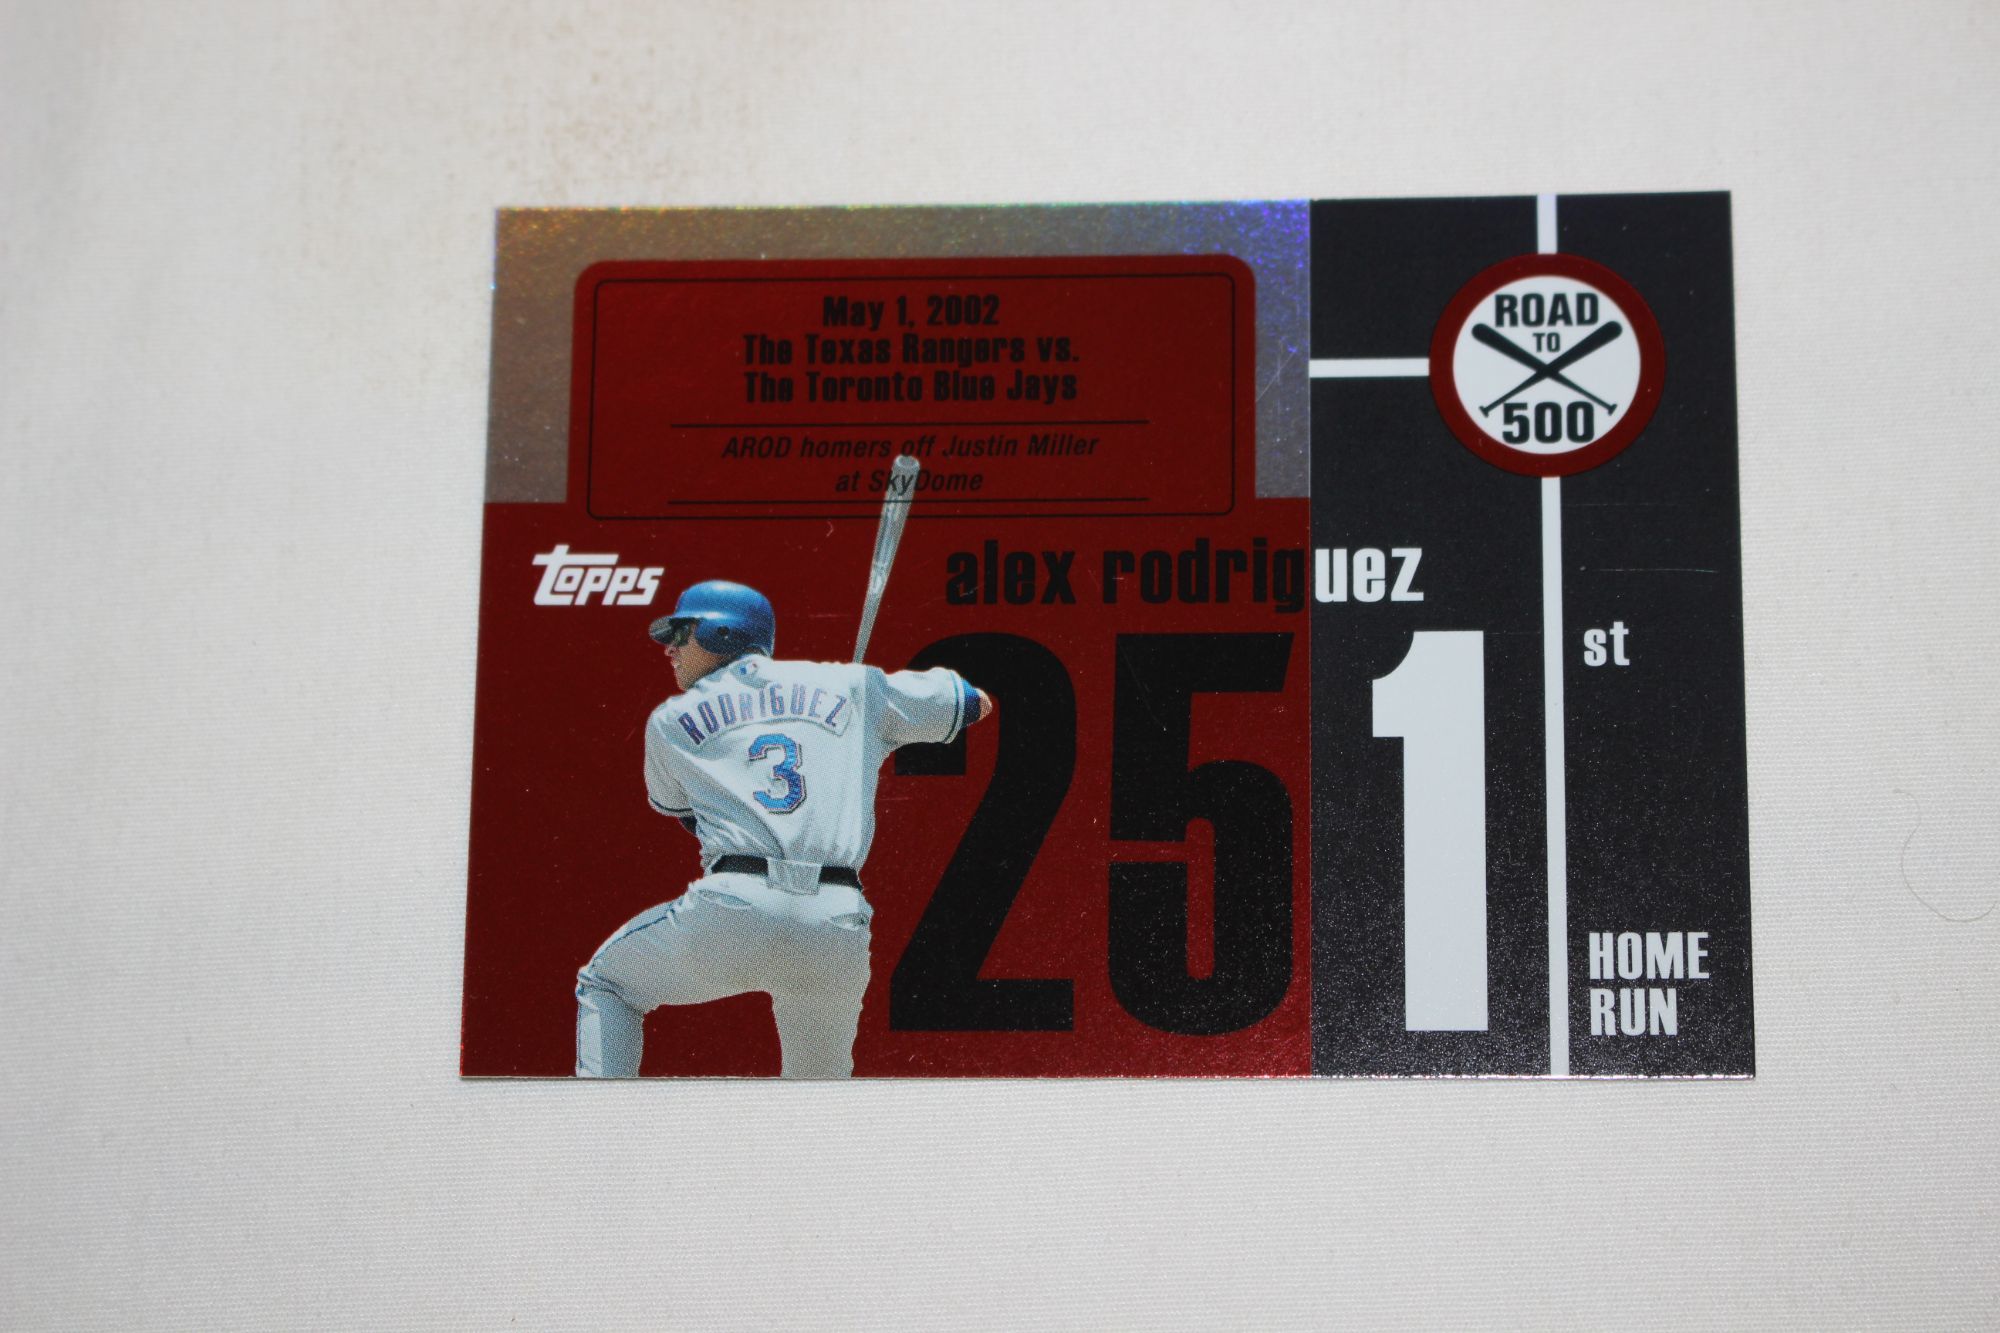 May 1, 2002
The Texas Rangers vs.
The Toronto Blue Jays
AROD homers off Justin Miller
at SkyDome
ROAD
TO
500
Topps
alex rodriguez
251
st
RODRIGUEZ
3
HOME
RUN